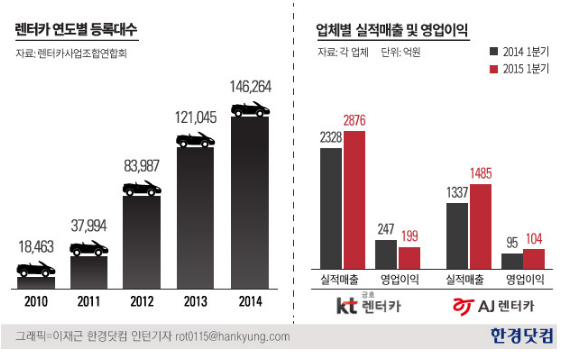 렌터카 연도별 등록대수
자료: 렌터카사업조합연합회
18,463
37,994
83,987
121,045
146,264
2010 2011 2012 2013 2014
업체별 실적매출 및 영업이익
자료: 각 업체 단위: 억원
2014 1분기
2015 1분기
2328 2876
247 199
1337 1485
95 104
실적매출 영업이익 실적매출 영업이익
kt 금호 렌터카
AJ 렌터카
그래픽=이재근 한경닷컴 인턴기자 rot0115@hankyung.com
한경닷컴